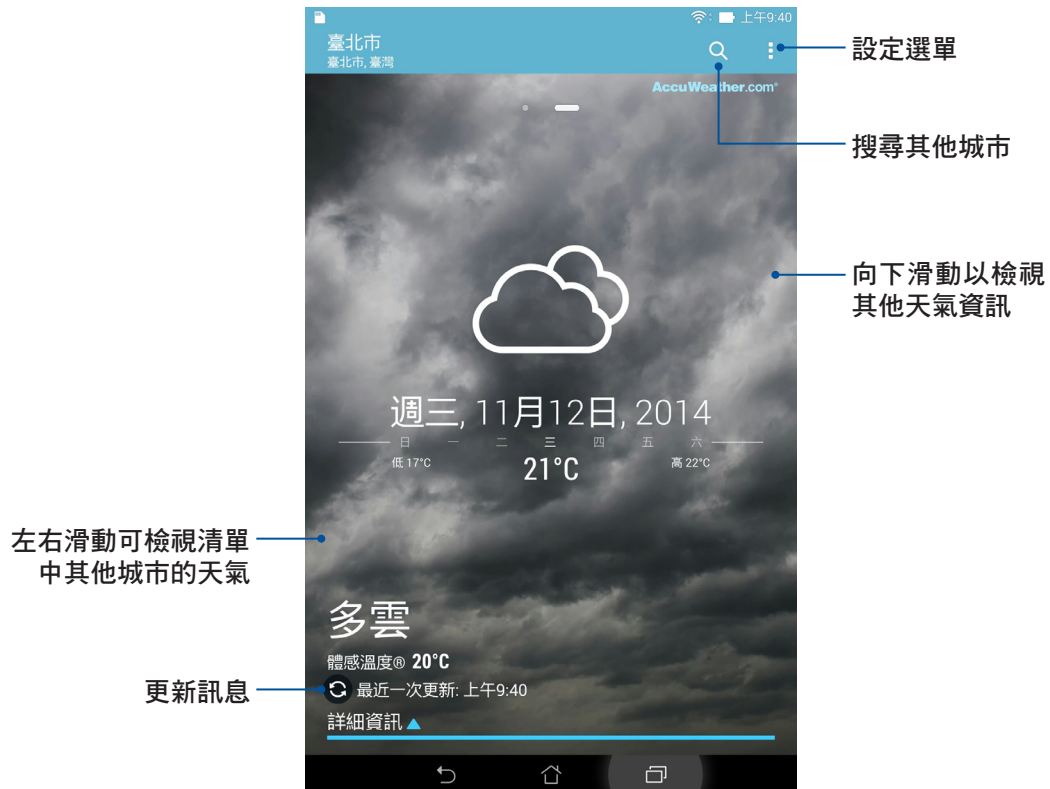 上午9:40
臺北市
臺北市, 臺灣
設定選單
AccuWeather.com®
搜尋其他城市
向下滑動以檢視
其他天氣資訊
週三, 11月12日, 2014
日 一 二 三 四 五 六
低 17°C 21°C 高 22°C
左右滑動可檢視清單
中其他城市的天氣
多雲
體感溫度® 20°C
更新訊息
最近一次更新: 上午9:40
詳細資訊